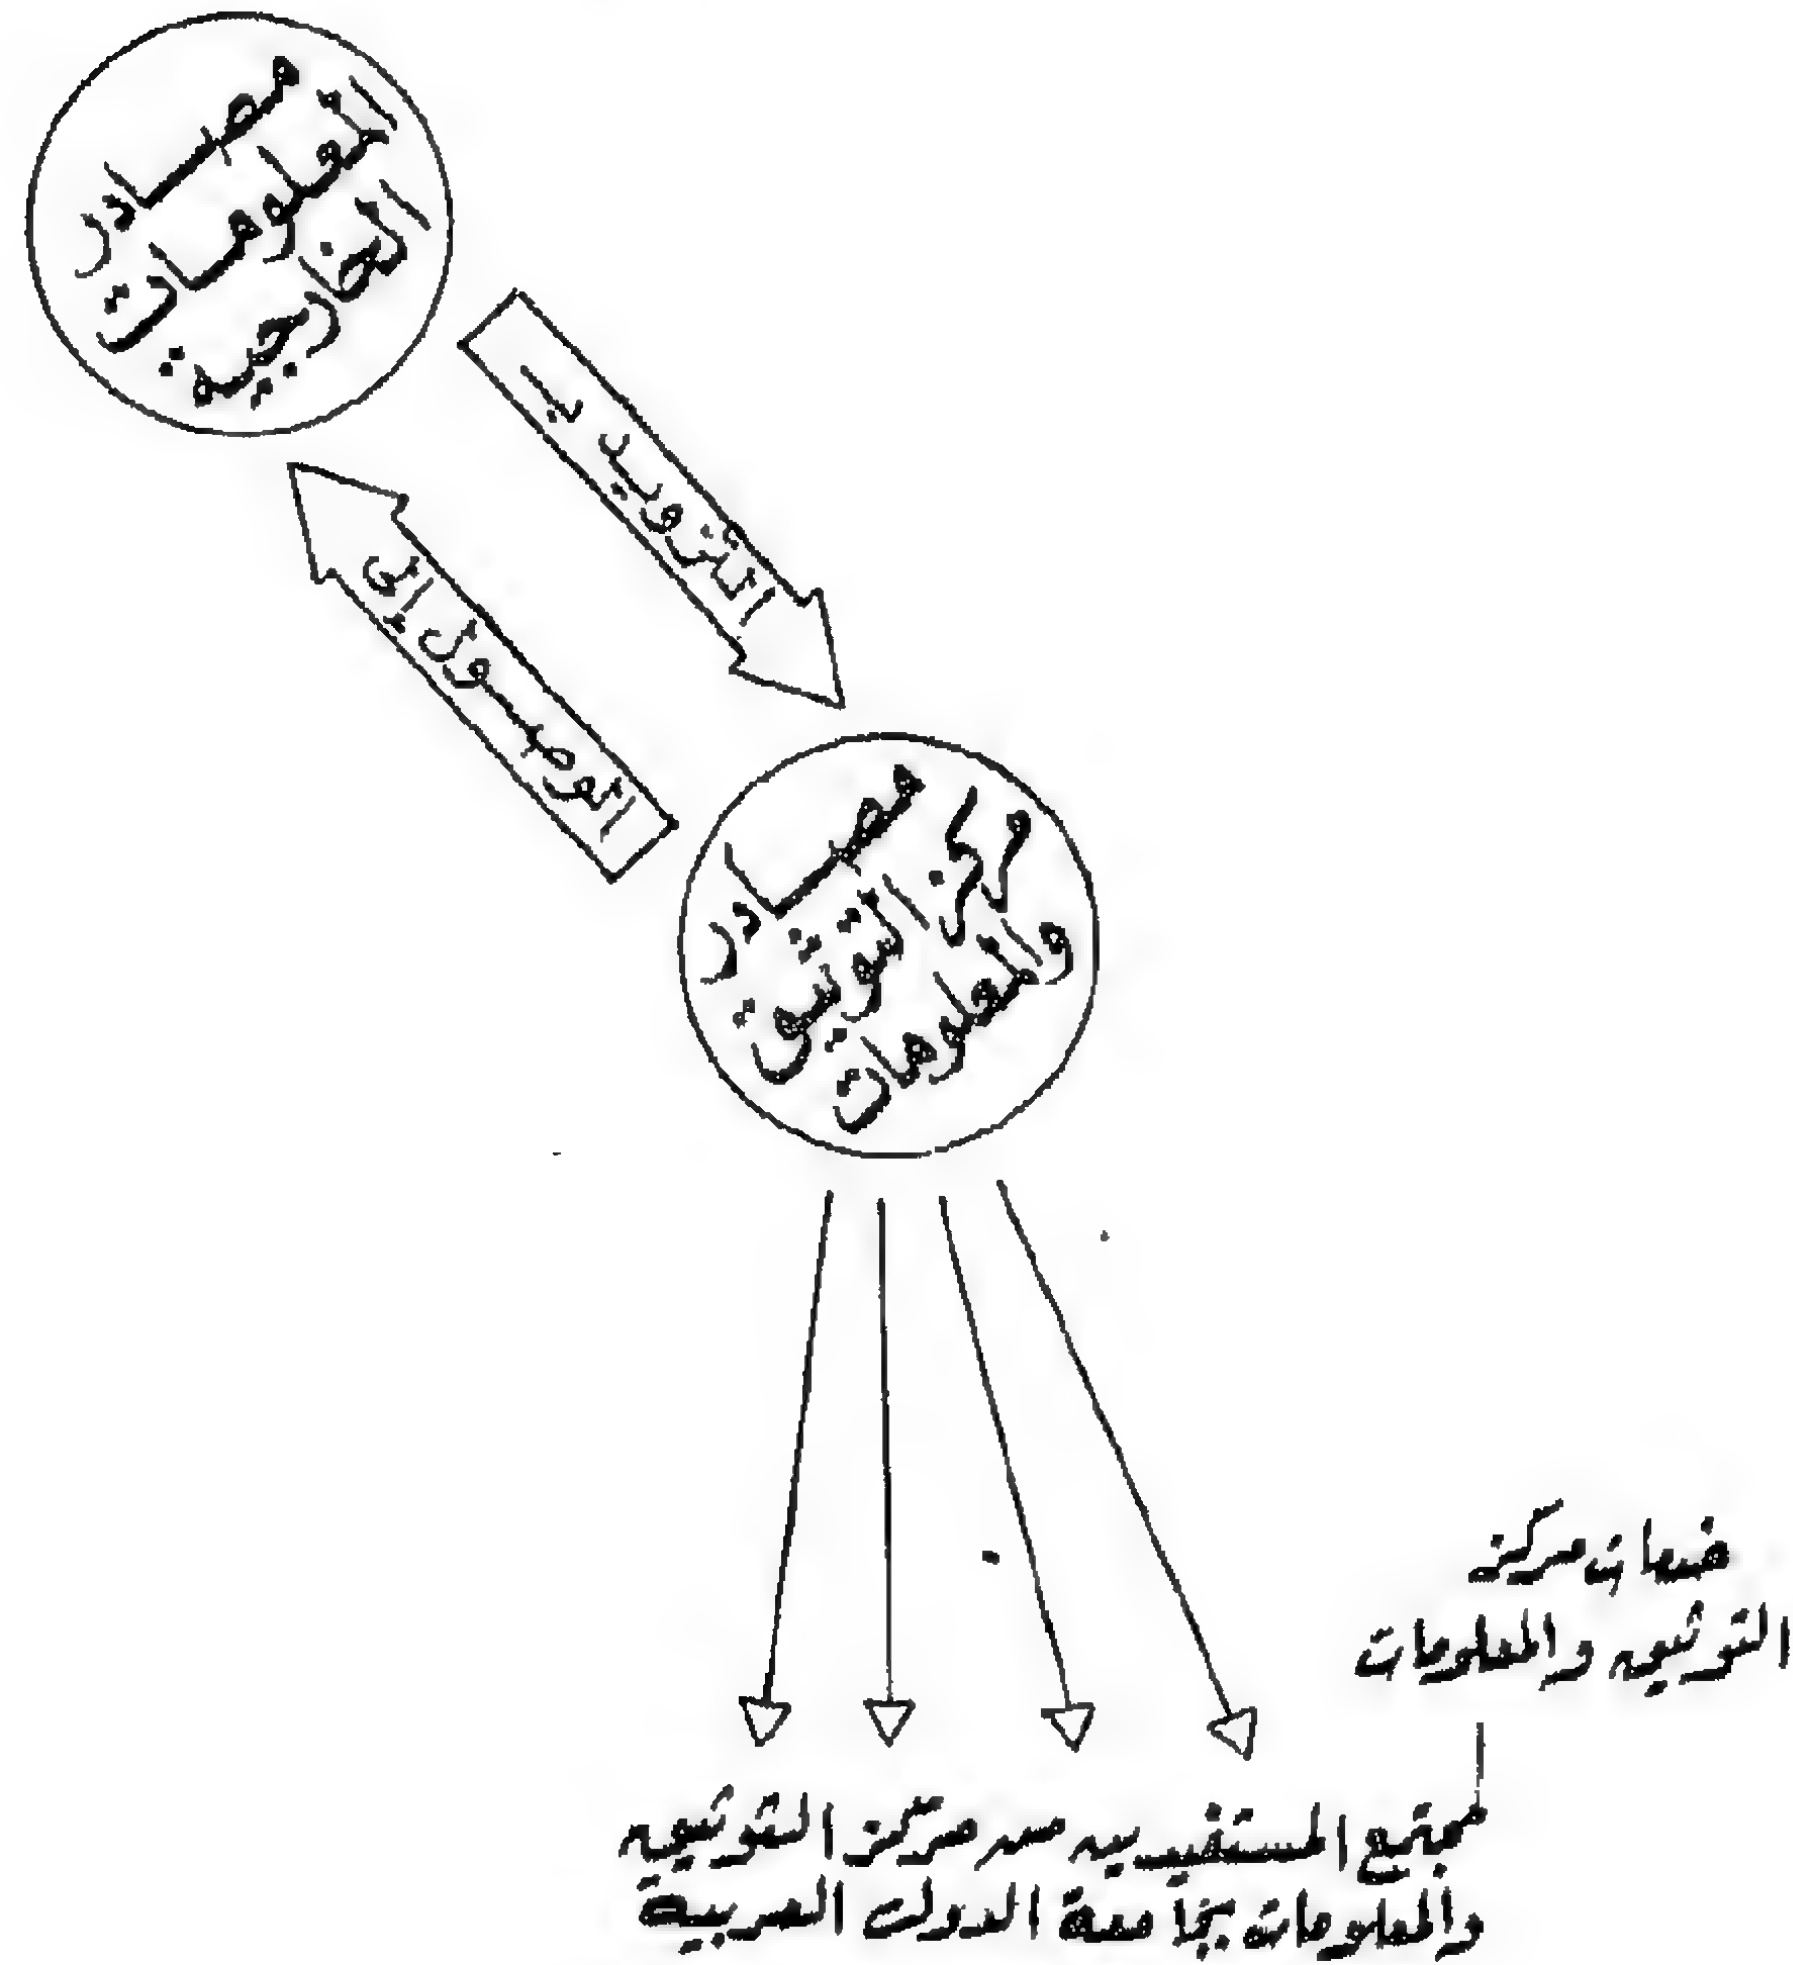 مصادر
المعلومات
الخارجية
التزويد بـ
الوصول إلى
مصادر
مركز التوثيق
والمعلومات
خدمات مركز
التوثيق والمعلومات
مجتمع المستفيدين من مركز التوثيق
والمعلومات بجامعة الدول العربية